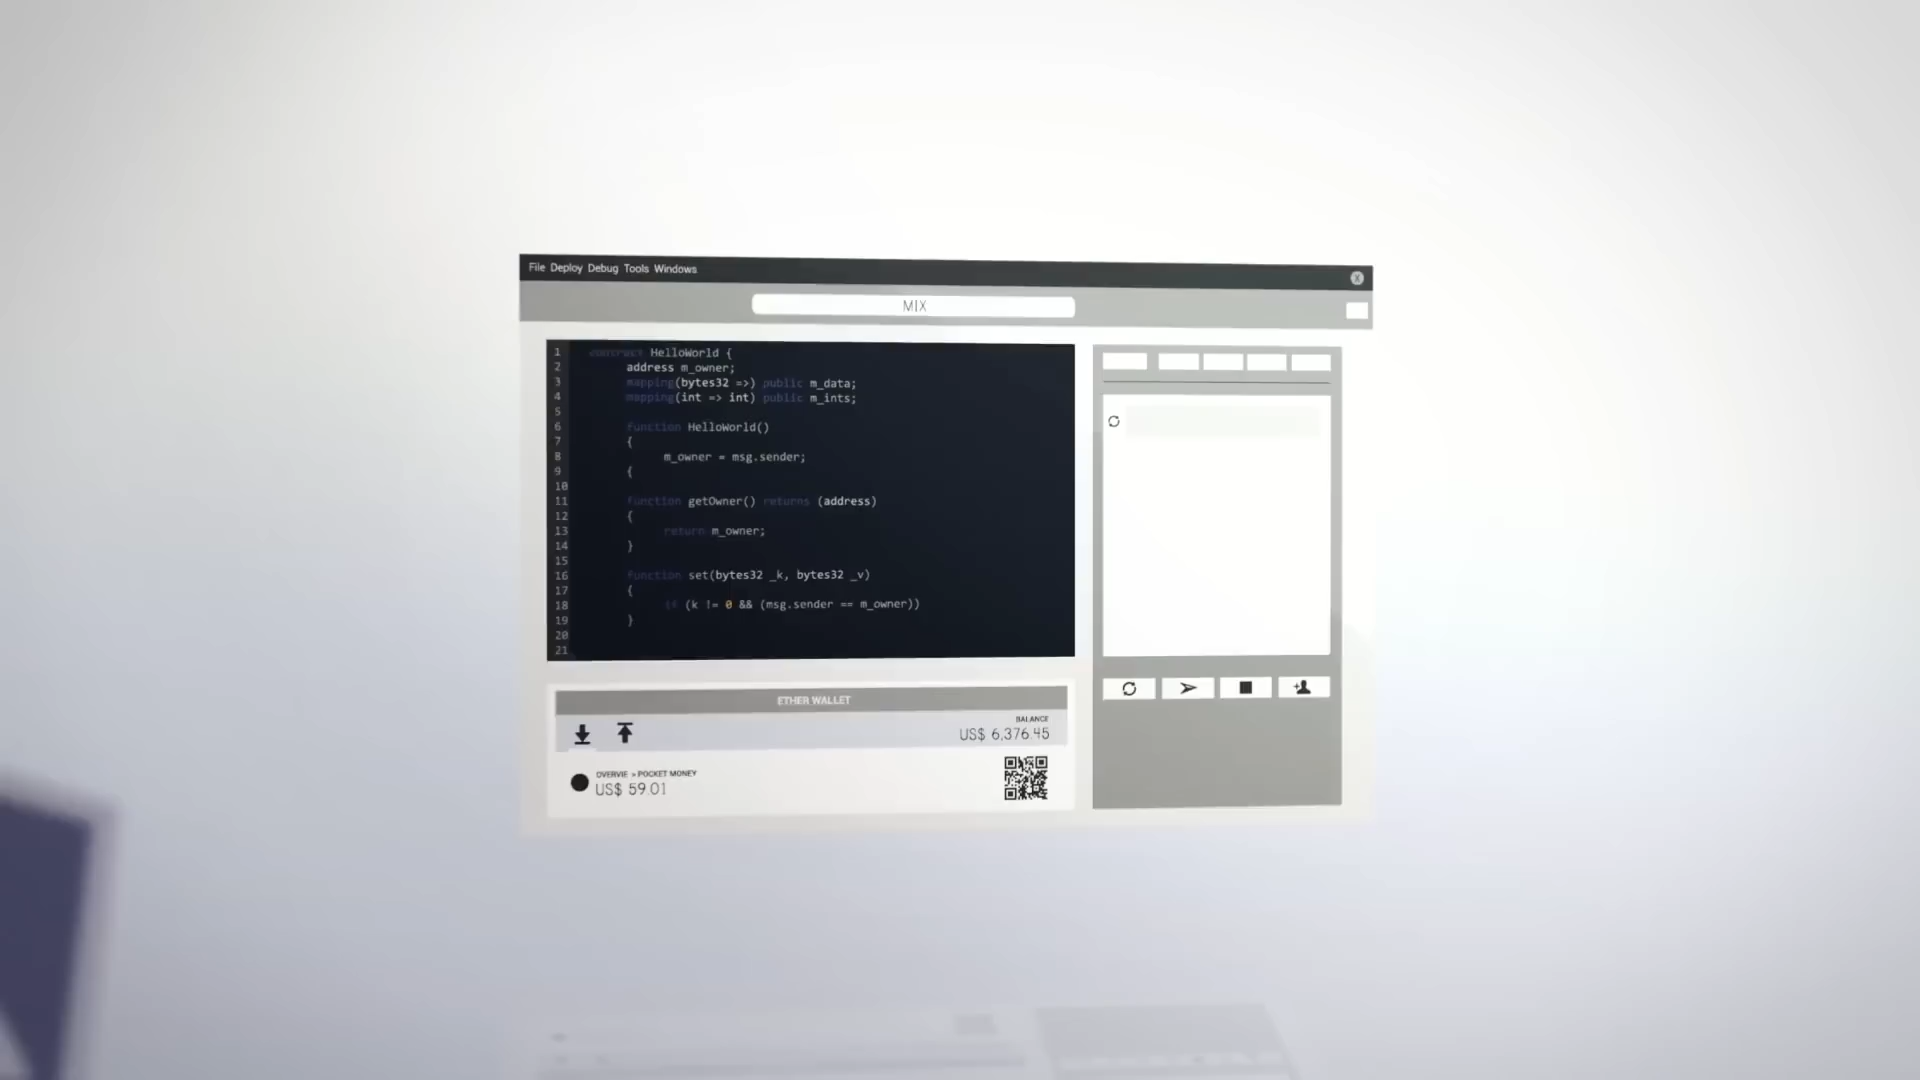 File Deploy Debug Tools Windows
X
MIX
1 construct HelloWorld {
2 address m_owner;
3 mapping(bytes32 =>) public m_data;
4 mapping(int => int) public m_ints;
5
6 function HelloWorld()
7 {
8 m_owner = msg.sender;
9 {
10
11 function getOwner() returns (address)
12 {
13 return m_owner;
14 }
15
16 function set(bytes32 _k, bytes32 _v)
17 {
18 if (k != 0 && (msg.sender == m_owner))
19 }
20
21
ETHER WALLET
BALANCE
US$ 6,376.45
OVERVIE > POCKET MONEY
US$ 59.01